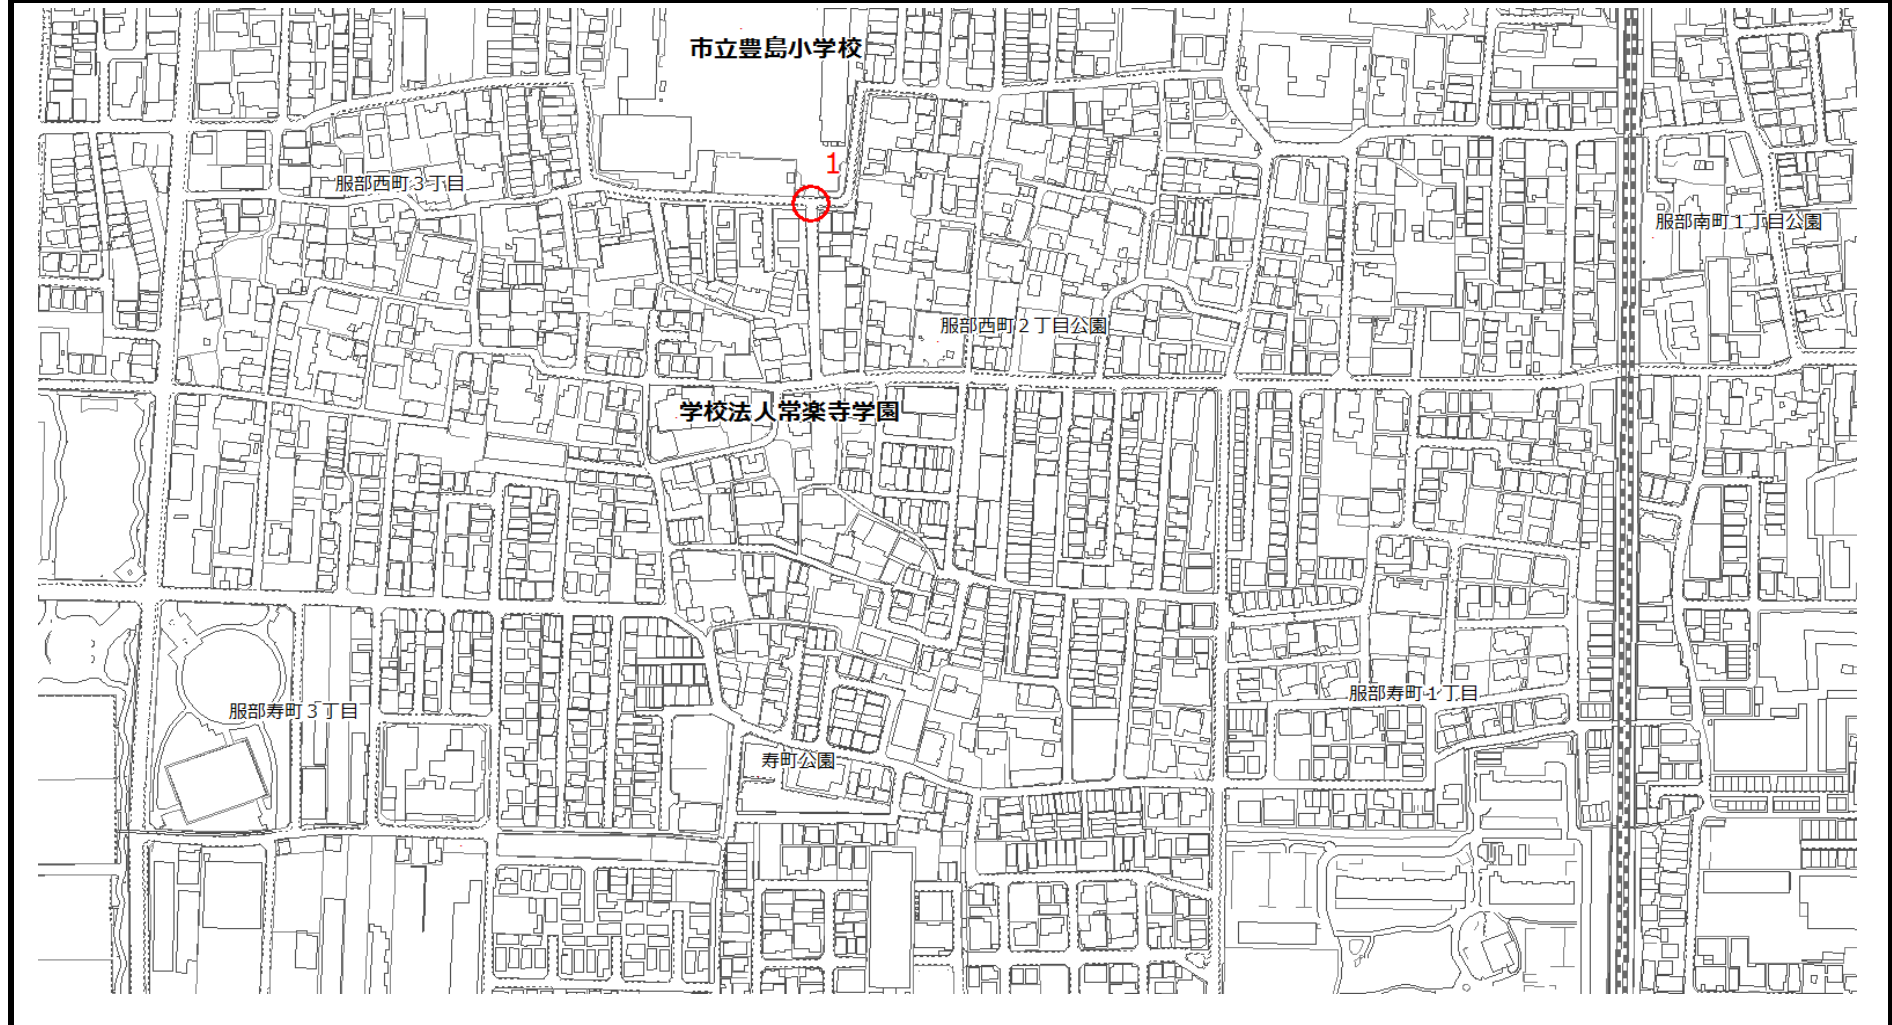 市立豊島小学校
1
服部西町３丁目
服部南町１丁目公園
服部西町２丁目公園
学校法人常楽寺学園
服部寿町１丁目
服部寿町３丁目
寿町公園